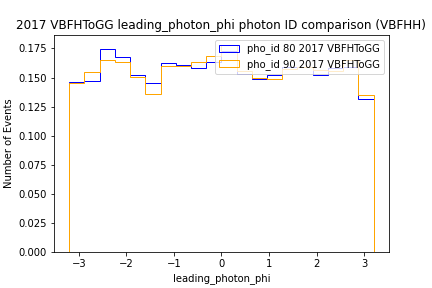 2017 VBFHToGG leading_photon_phi photon ID comparison (VBFHH)
pho_id 80 2017 VBFHToGG
pho_id 90 2017 VBFHToGG
Number of Events
0.175
0.150
0.125
0.100
0.075
0.050
0.025
0.000
−3 −2 −1 0 1 2 3
leading_photon_phi